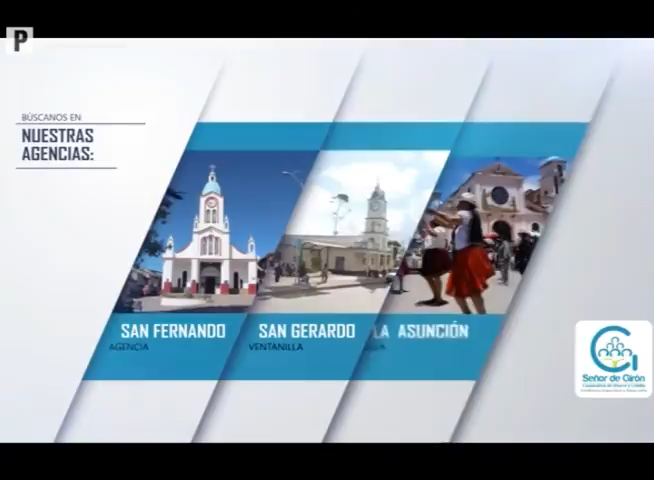 P
BÚSCANOS EN
NUESTRAS
AGENCIAS:
SAN FERNANDO
AGENCIA
SAN GERARDO
VENTANILLA
LA ASUNCIÓN
Señor de Girón